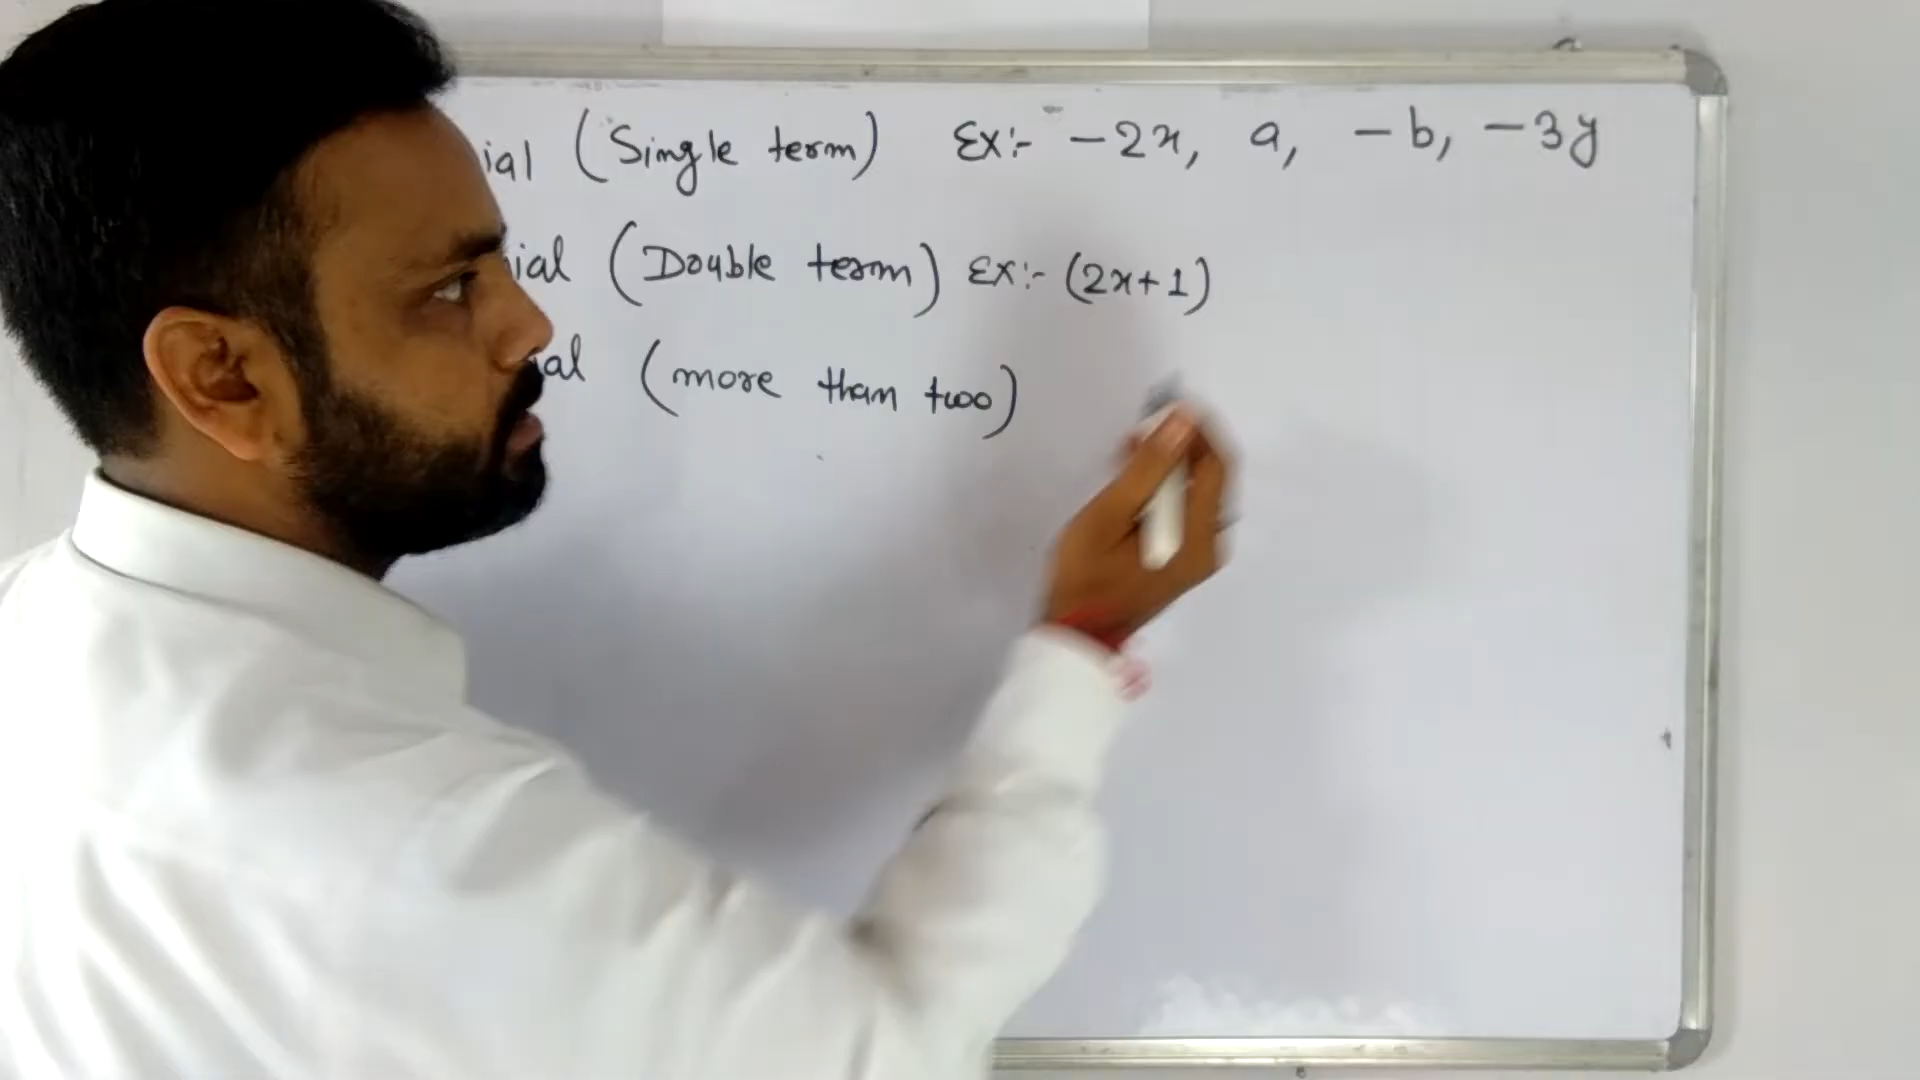 ial (Single term) Ex:- -2x, a, -b, -3y
ial (Double term) Ex:- (2x+1)
al (more than two)